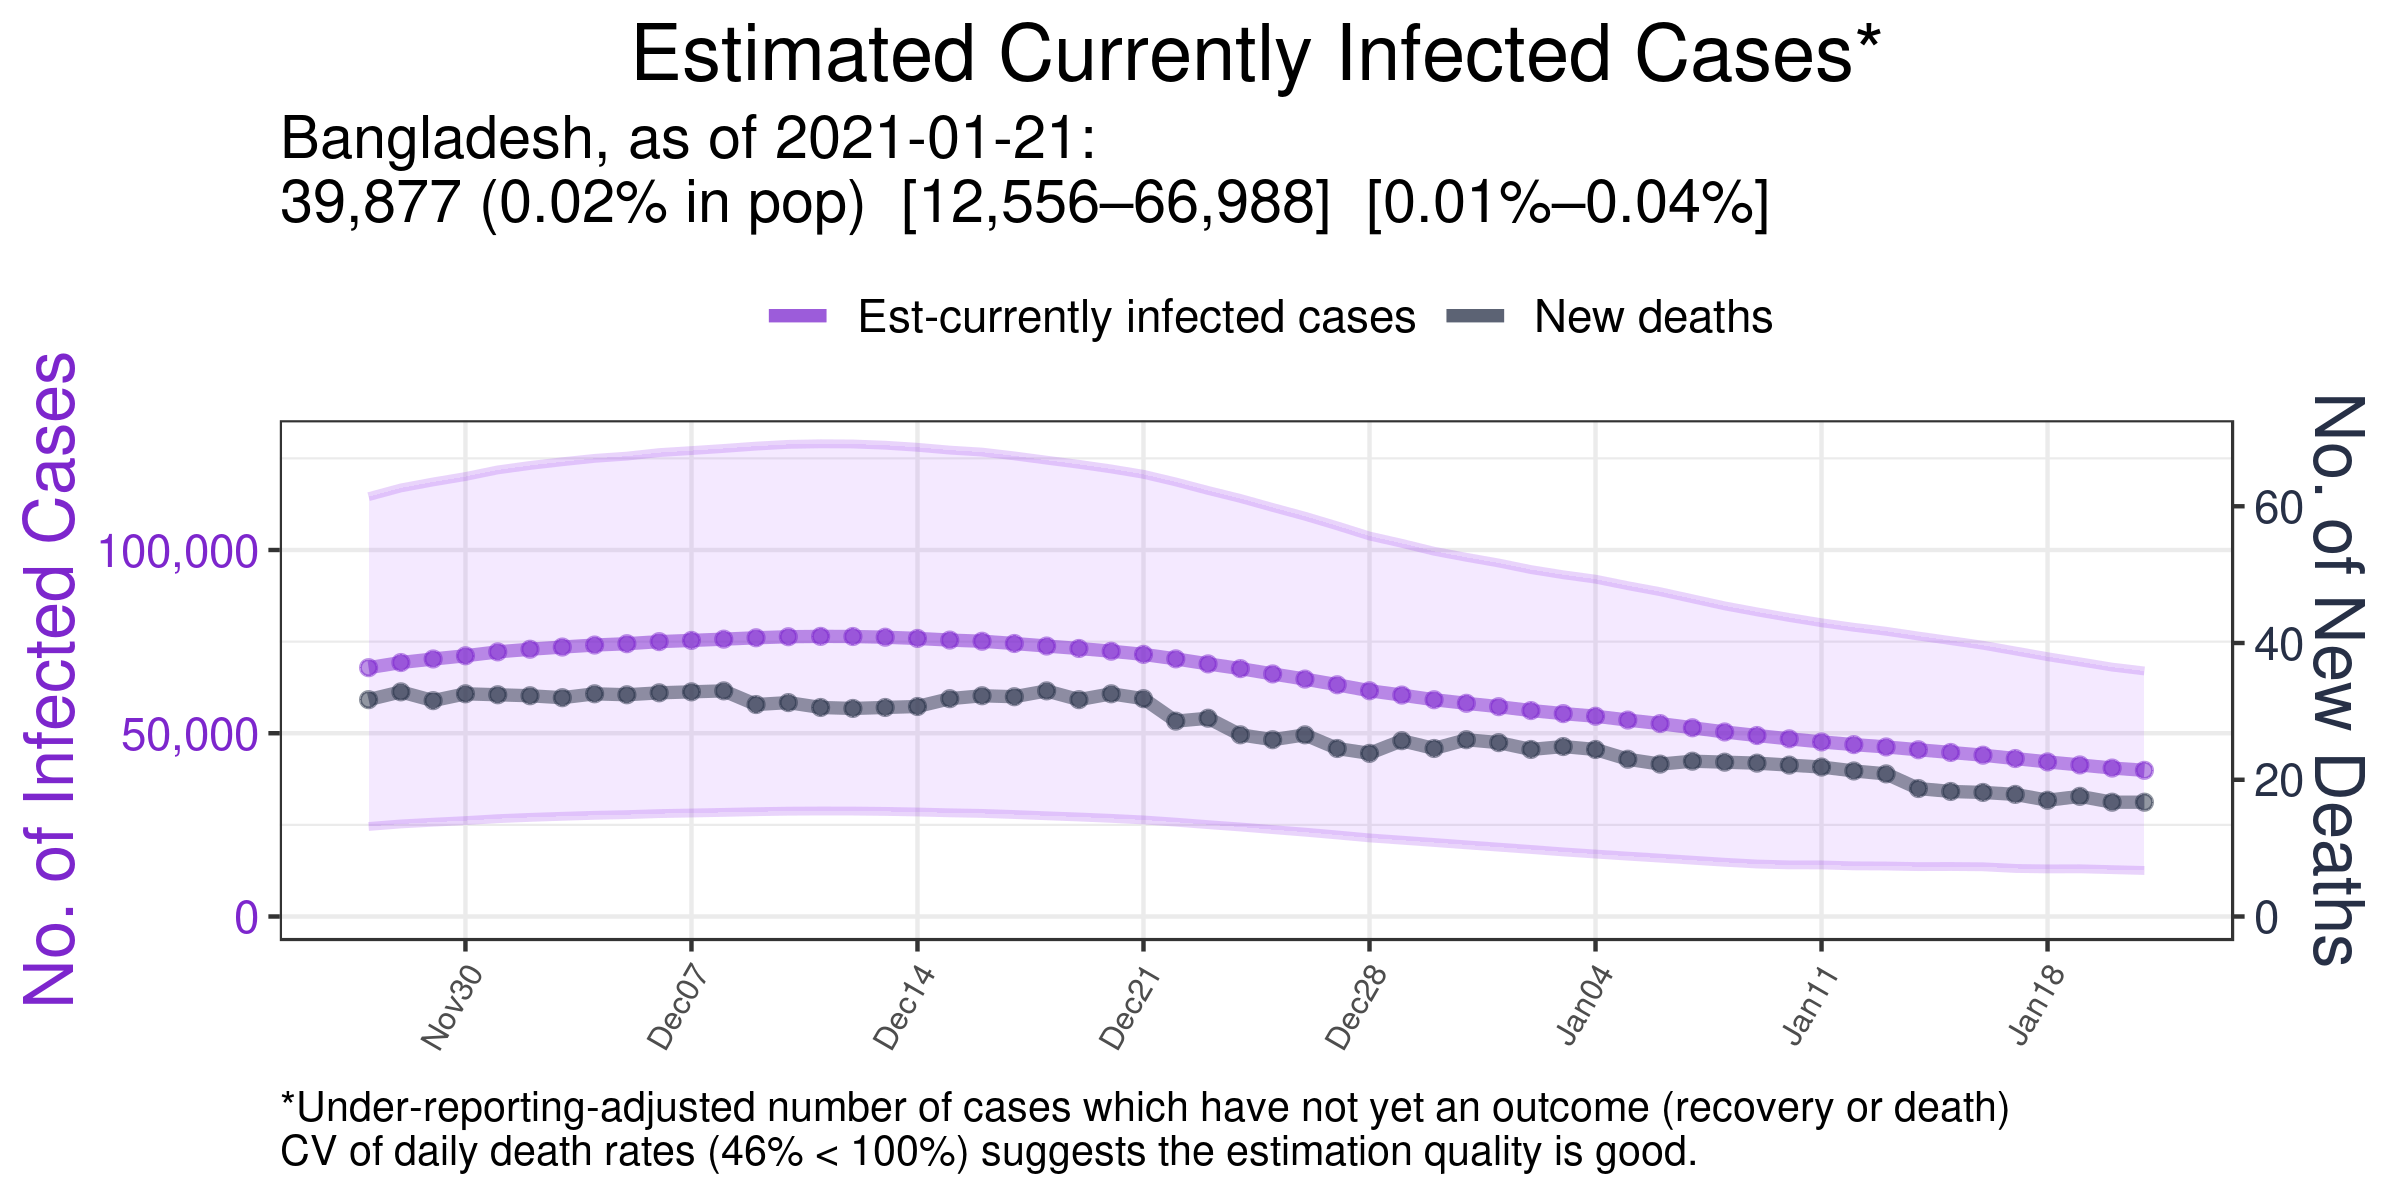 Estimated Currently Infected Cases*
Bangladesh, as of 2021-01-21:
39,877 (0.02% in pop)  [12,556–66,988]  [0.01%–0.04%]
Est-currently infected cases
New deaths
No. of Infected Cases
100,000
50,000
0
No. of New Deaths
60
40
20
0
Nov30
Dec07
Dec14
Dec21
Dec28
Jan04
Jan11
Jan18
*Under-reporting-adjusted number of cases which have not yet an outcome (recovery or death)
CV of daily death rates (46% < 100%) suggests the estimation quality is good.